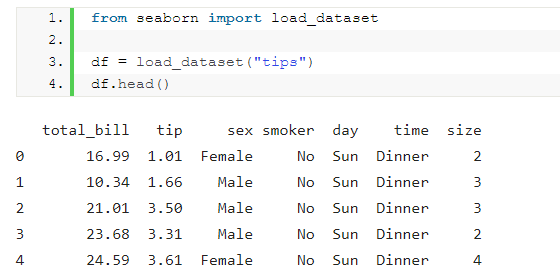 1. from seaborn import load_dataset
2.
3. df = load_dataset("tips")
4. df.head()
total_bill tip sex smoker day time size
0 16.99 1.01 Female No Sun Dinner 2
1 10.34 1.66 Male No Sun Dinner 3
2 21.01 3.50 Male No Sun Dinner 3
3 23.68 3.31 Male No Sun Dinner 2
4 24.59 3.61 Female No Sun Dinner 4